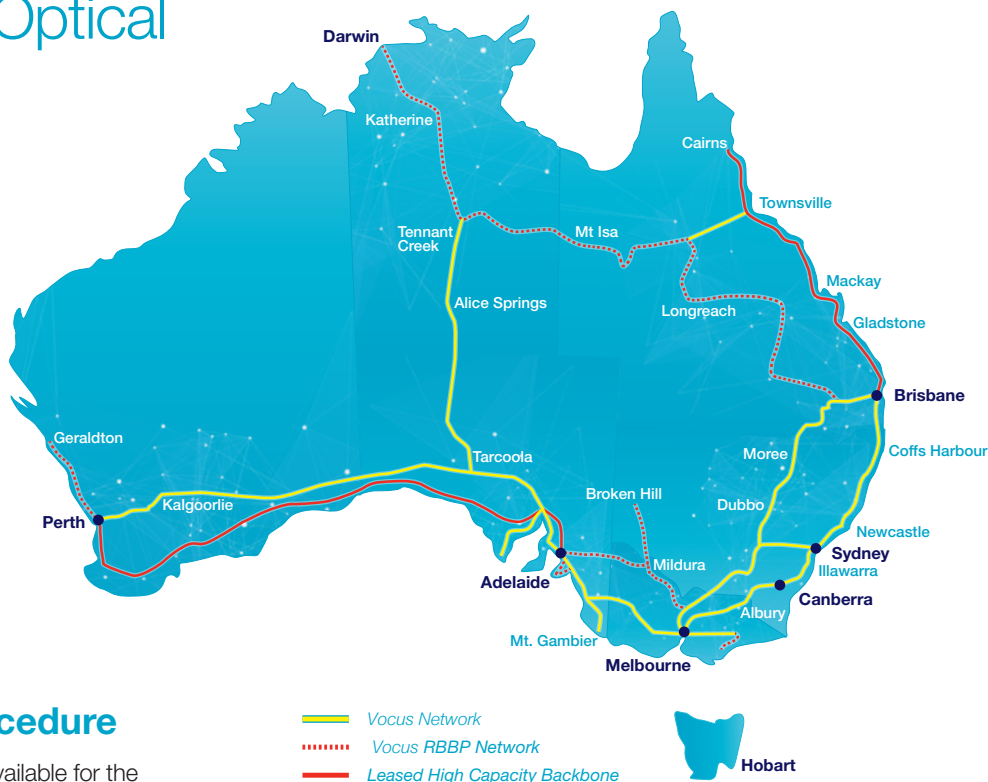 Optical
Darwin
Katherine
Cairns
Townsville
Tennant
Creek
Mt Isa
Mackay
Alice Springs
Longreach
Gladstone
Brisbane
Geraldton
Coffs Harbour
Tarcoola
Moree
Broken Hill
Kalgoorlie
Dubbo
Perth
Newcastle
Sydney
Mildura
Illawarra
Adelaide
Canberra
Albury
Mt. Gambier
Melbourne
cedure
vailable for the
Vocus Network
Vocus RBBP Network
Leased High Capacity Backbone
Hobart